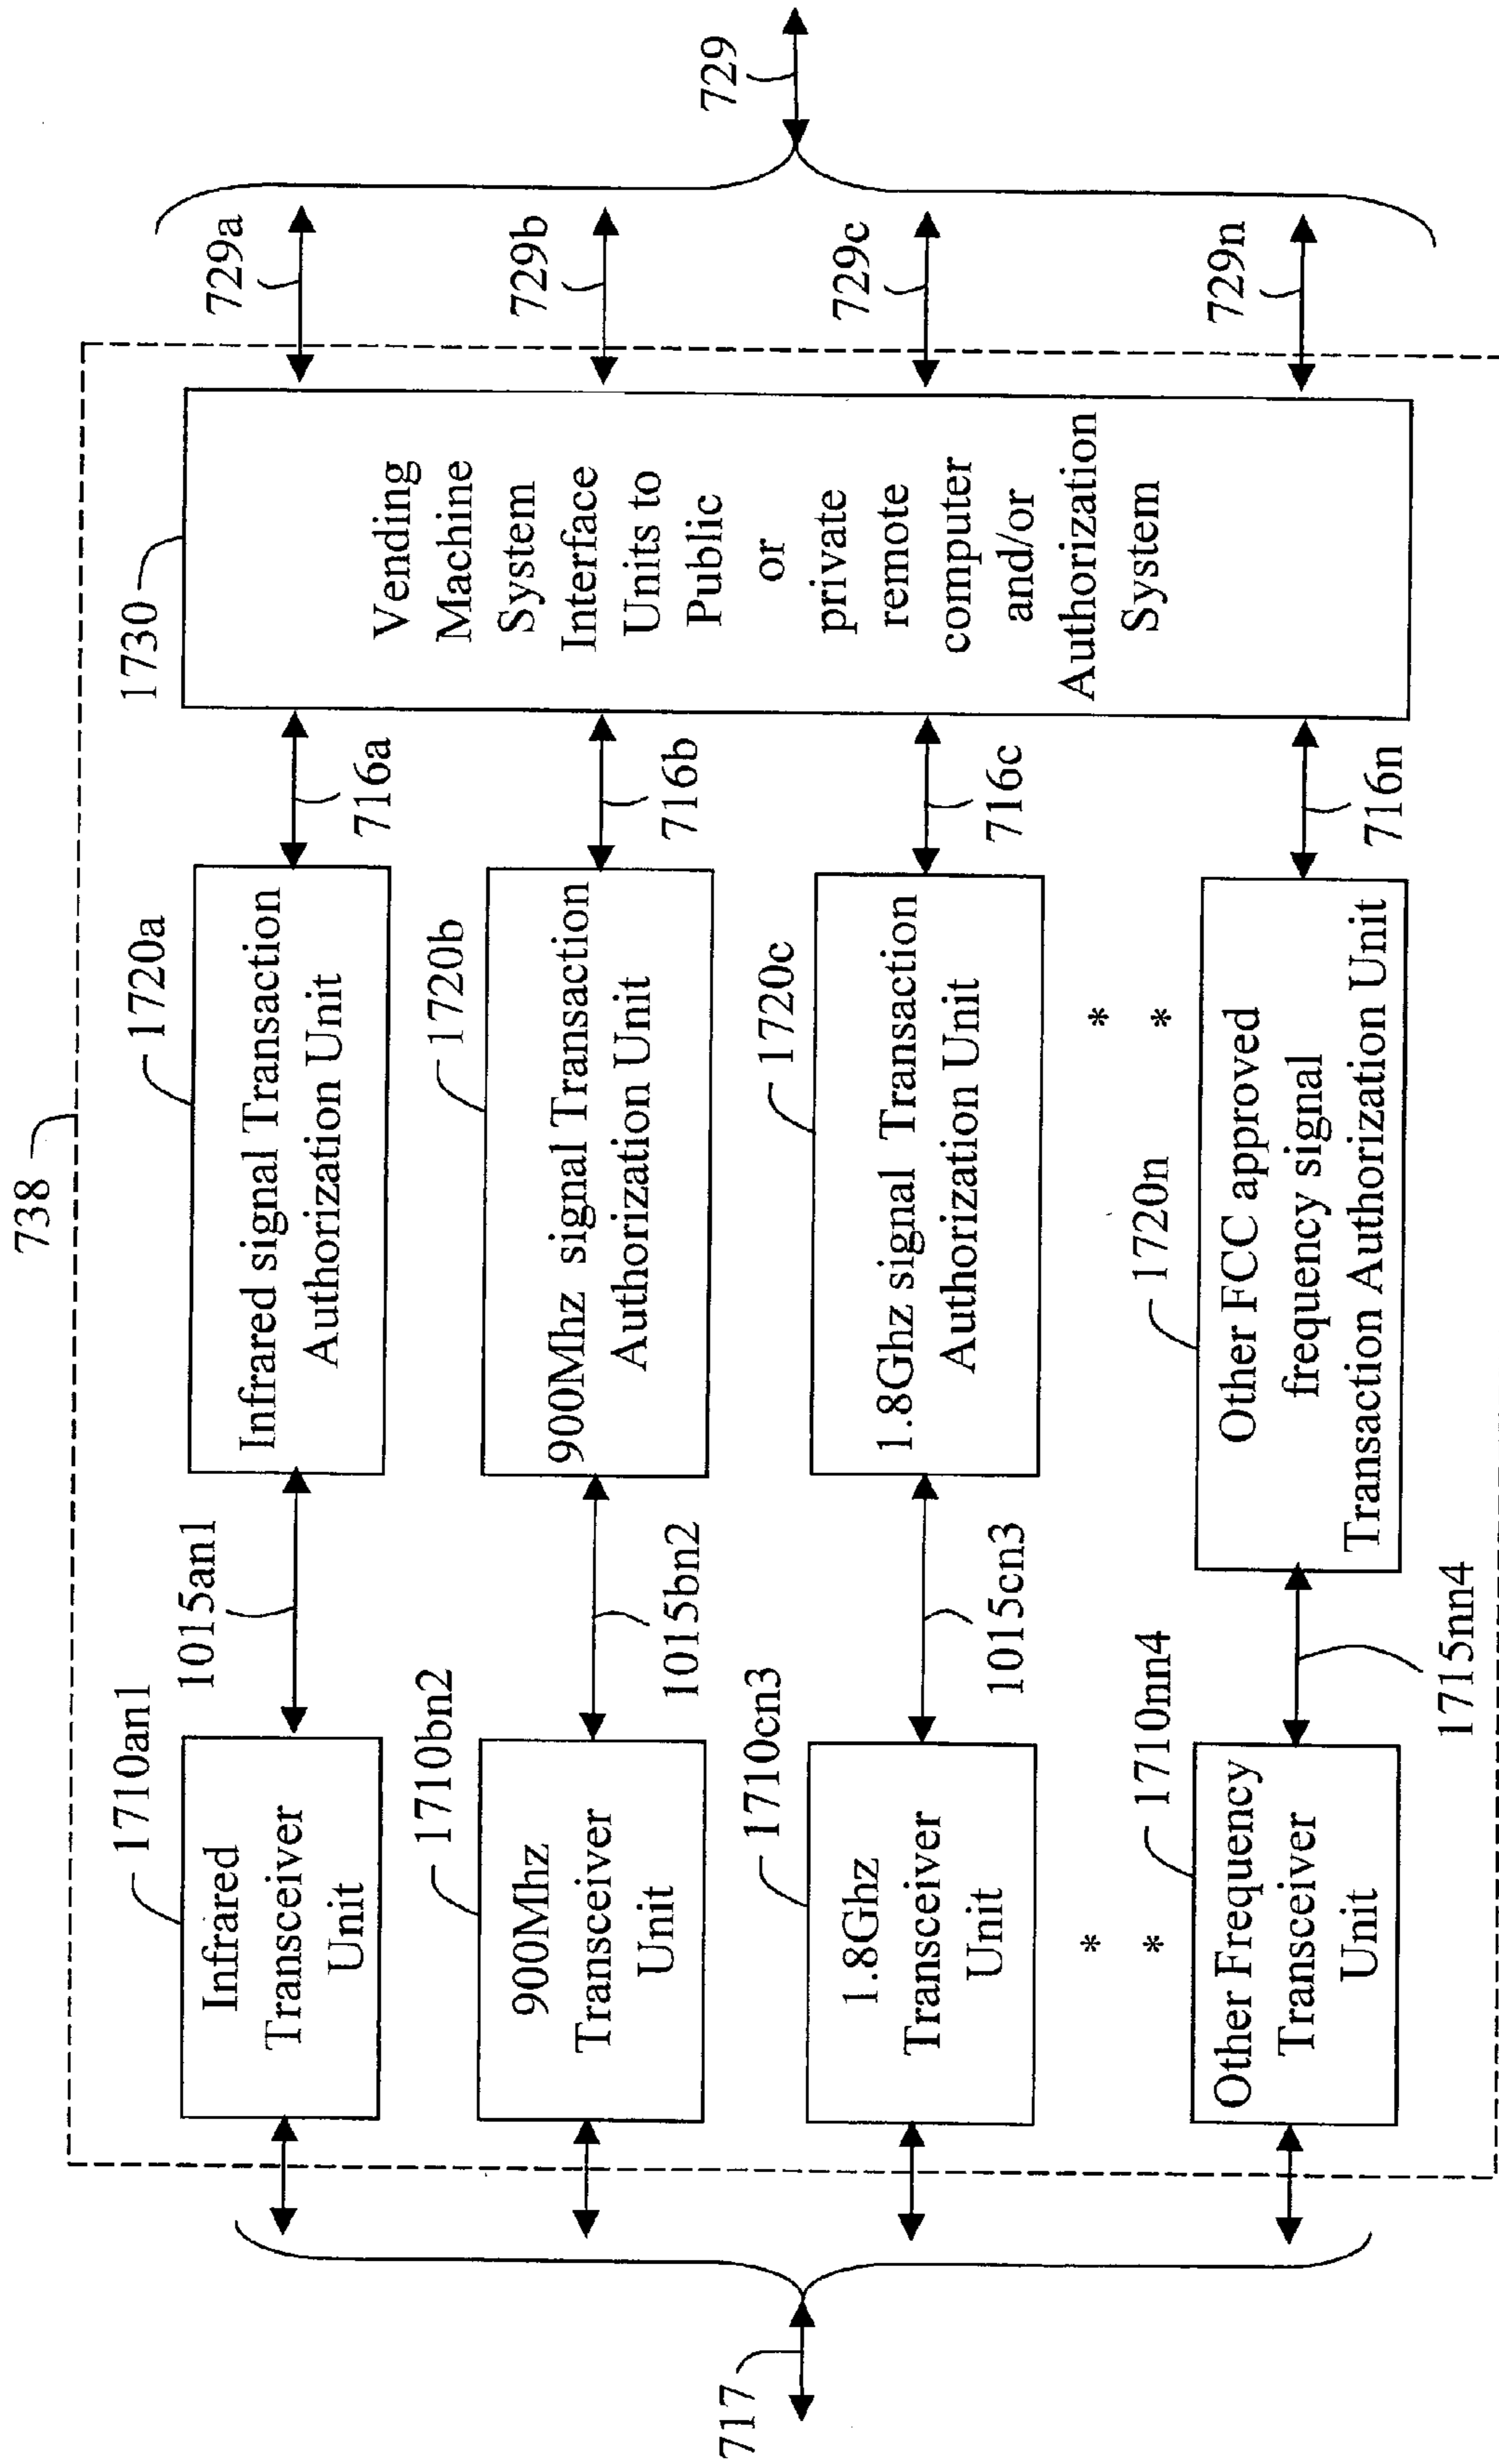 738
1710an1
Infrared
Transceiver
Unit
1015an1
1720a
Infrared signal Transaction
Authorization Unit
716a
1730
Vending
Machine
System
Interface
Units to
Public
or
private
remote
computer
and/or
Authorization
System
729a
1710bn2
900Mhz
Transceiver
Unit
1015bn2
1720b
900Mhz signal Transaction
Authorization Unit
716b
729b
717
729
1710cn3
1.8Ghz
Transceiver
Unit
1015cn3
1720c
1.8Ghz signal Transaction
Authorization Unit
716c
729c
* *
* *
1710nn4
Other Frequency
Transceiver
Unit
1715nn4
1720n
Other FCC approved
frequency signal
Transaction Authorization Unit
716n
729n